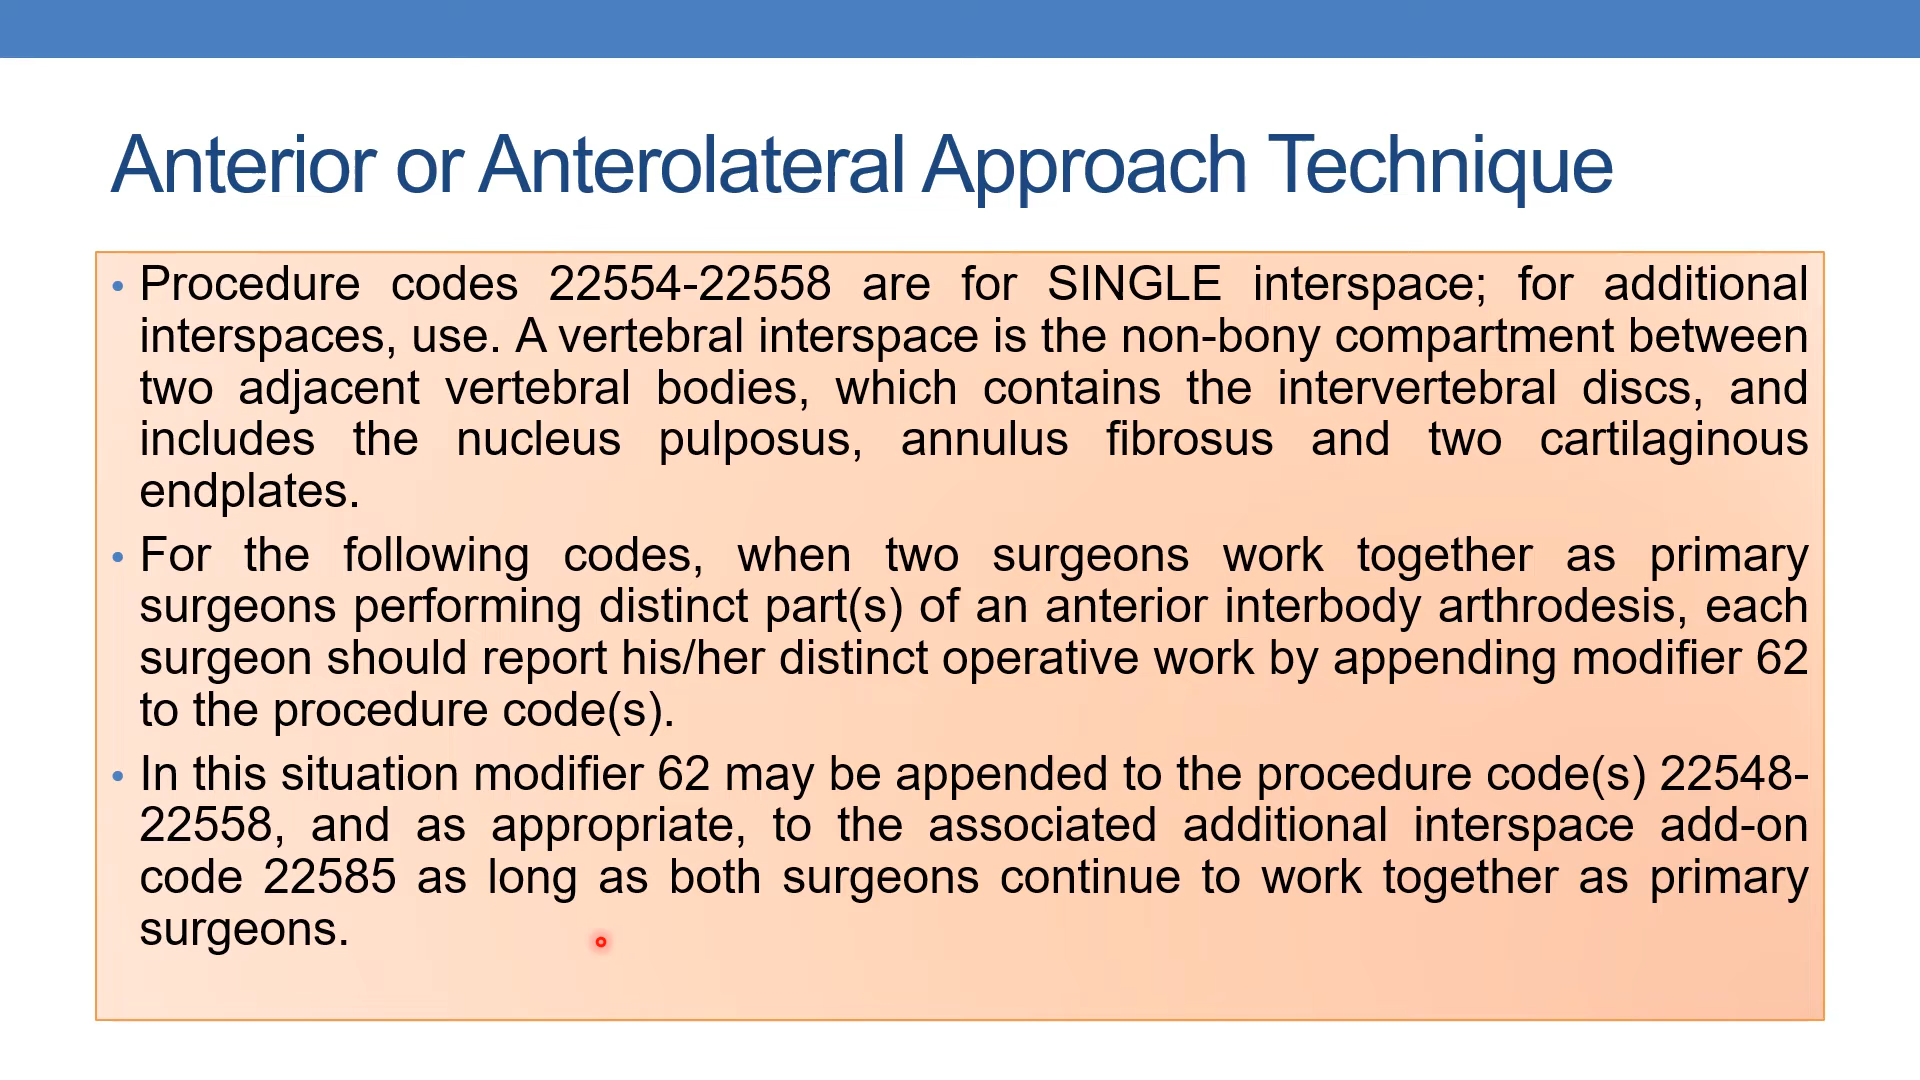 Anterior or Anterolateral Approach Technique
• Procedure codes 22554-22558 are for SINGLE interspace; for additional
interspaces, use. A vertebral interspace is the non-bony compartment between
two adjacent vertebral bodies, which contains the intervertebral discs, and
includes the nucleus pulposus, annulus fibrosus and two cartilaginous
endplates.
• For the following codes, when two surgeons work together as primary
surgeons performing distinct part(s) of an anterior interbody arthrodesis, each
surgeon should report his/her distinct operative work by appending modifier 62
to the procedure code(s).
• In this situation modifier 62 may be appended to the procedure code(s) 22548-
22558, and as appropriate, to the associated additional interspace add-on
code 22585 as long as both surgeons continue to work together as primary
surgeons.